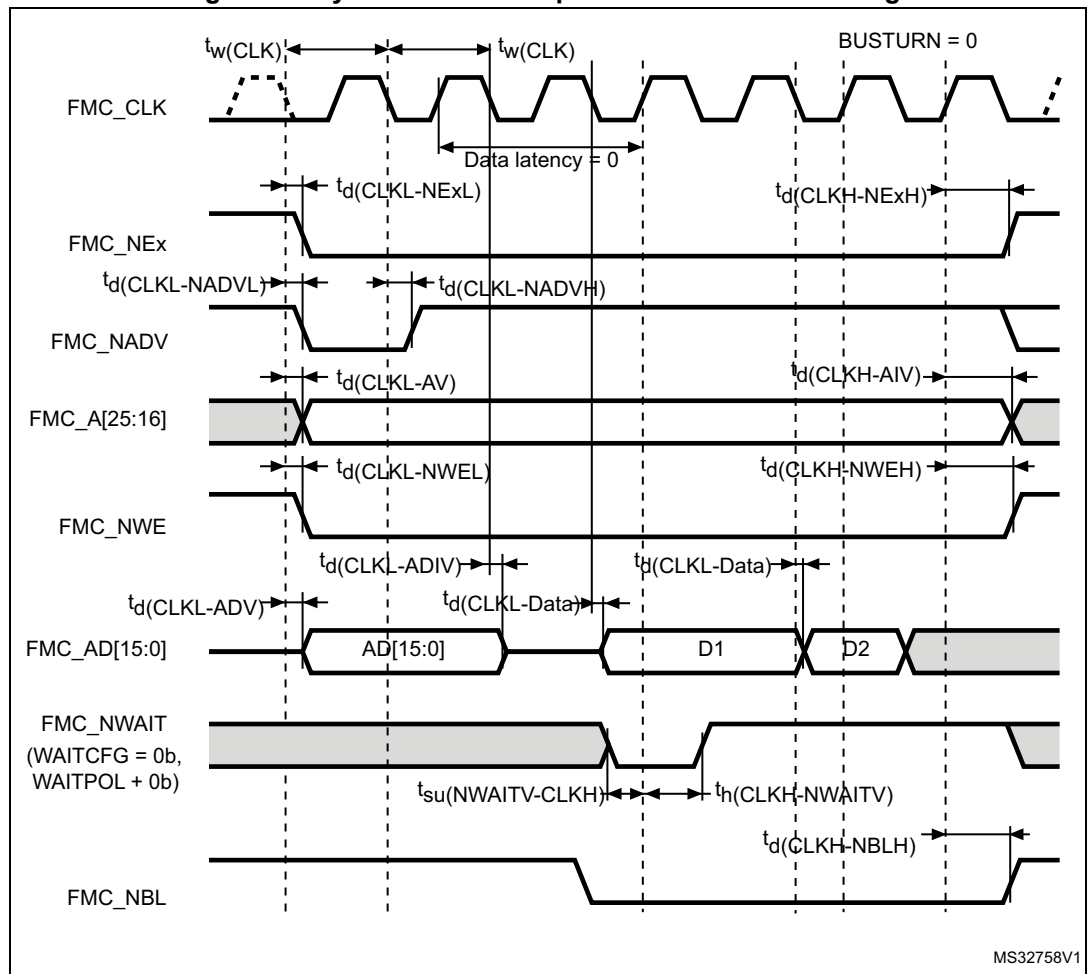 tw(CLK) tw(CLK) BUSTURN = 0
FMC_CLK
Data latency = 0
td(CLKL-NExL) td(CLKH-NExH)
FMC_NEx
td(CLKL-NADVL) td(CLKL-NADVH)
FMC_NADV
td(CLKL-AV) td(CLKH-AIV)
FMC_A[25:16]
td(CLKL-NWEL) td(CLKH-NWEH)
FMC_NWE
td(CLKL-ADIV) td(CLKL-Data)
td(CLKL-ADV) td(CLKL-Data)
FMC_AD[15:0] AD[15:0] D1 D2
FMC_NWAIT
(WAITCFG = 0b,
WAITPOL + 0b)
tsu(NWAITV-CLKH) th(CLKH-NWAITV)
td(CLKH-NBLH)
FMC_NBL
MS32758V1